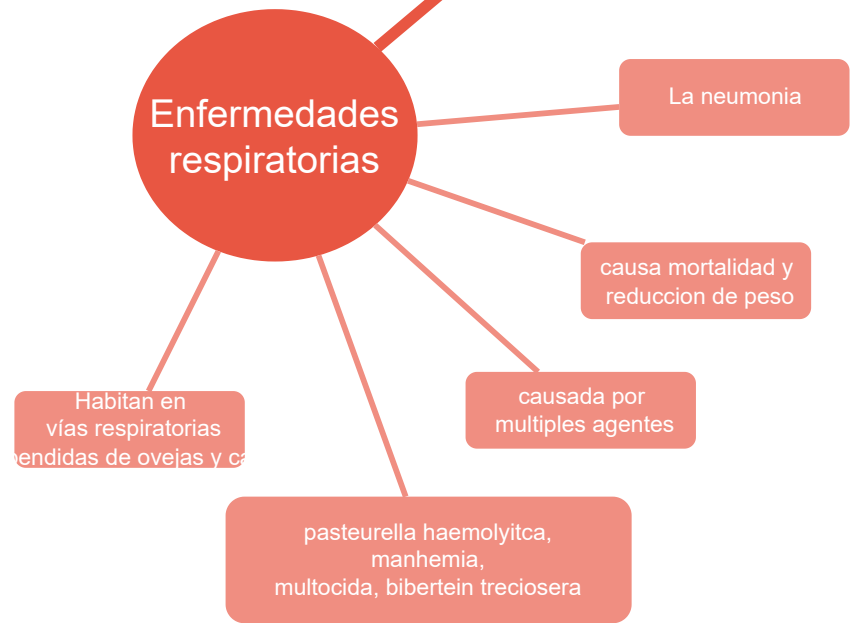 Enfermedades
respiratorias
La neumonia
causa mortalidad y
reduccion de peso
causada por
multiples agentes
Habitan en
vías respiratorias
de ovejas y
pasteurella haemolyitca,
manhemia,
multocida, bibertein treciosera